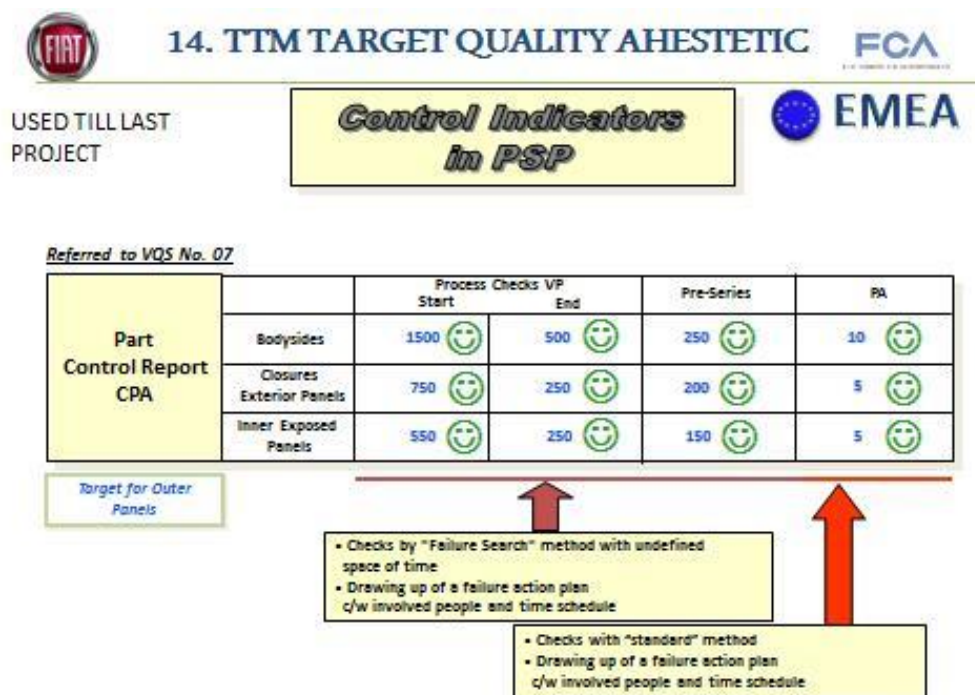 FIAT
14. TTM TARGET QUALITY AHESTETIC
FCA
USED TILL LAST
PROJECT
Control Indicators
in PSP
EMEA
Referred to VQS No. 07
Part
Control Report
CPA
Process Checks VP
Start End
Pre-Series
PA
Bodysides 1500 500 250 10
Closures
Exterior Panels
750 250 200 5
Inner Exposed
Panels
550 250 150 5
Target for Outer
Panels
• Checks by "Failure Search" method with undefined
space of time
• Drawing up of a failure action plan
c/w involved people and time schedule
• Checks with "standard" method
• Drawing up of a failure action plan
c/w involved people and time schedule